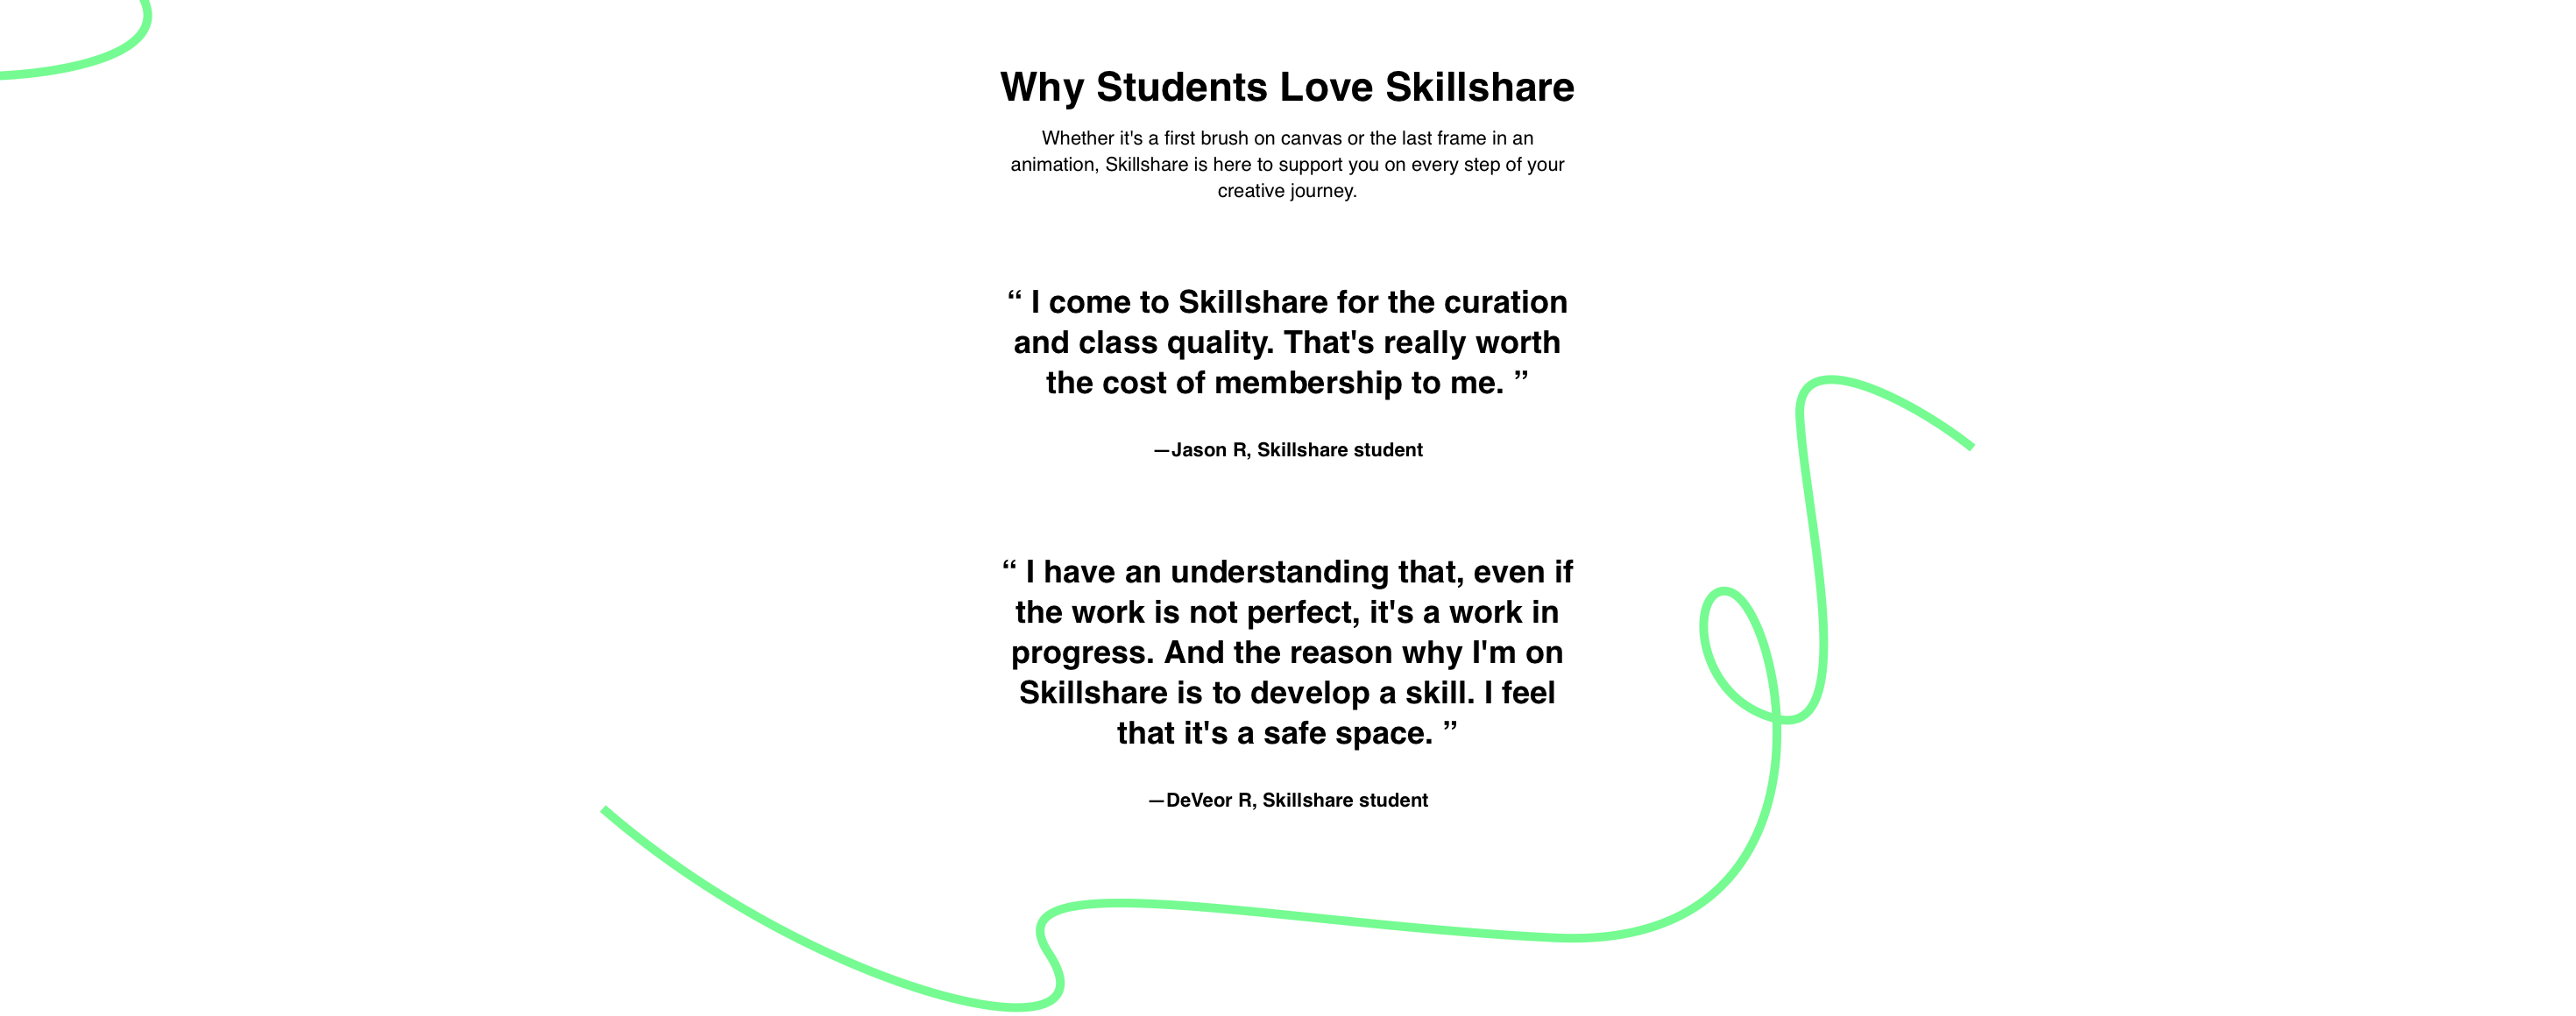 Why Students Love Skillshare
Whether it's a first brush on canvas or the last frame in an
animation, Skillshare is here to support you on every step of your
creative journey.
“ I come to Skillshare for the curation
and class quality. That's really worth
the cost of membership to me. ”
—Jason R, Skillshare student
“ I have an understanding that, even if
the work is not perfect, it's a work in
progress. And the reason why I'm on
Skillshare is to develop a skill. I feel
that it's a safe space. ”
—DeVeor R, Skillshare student